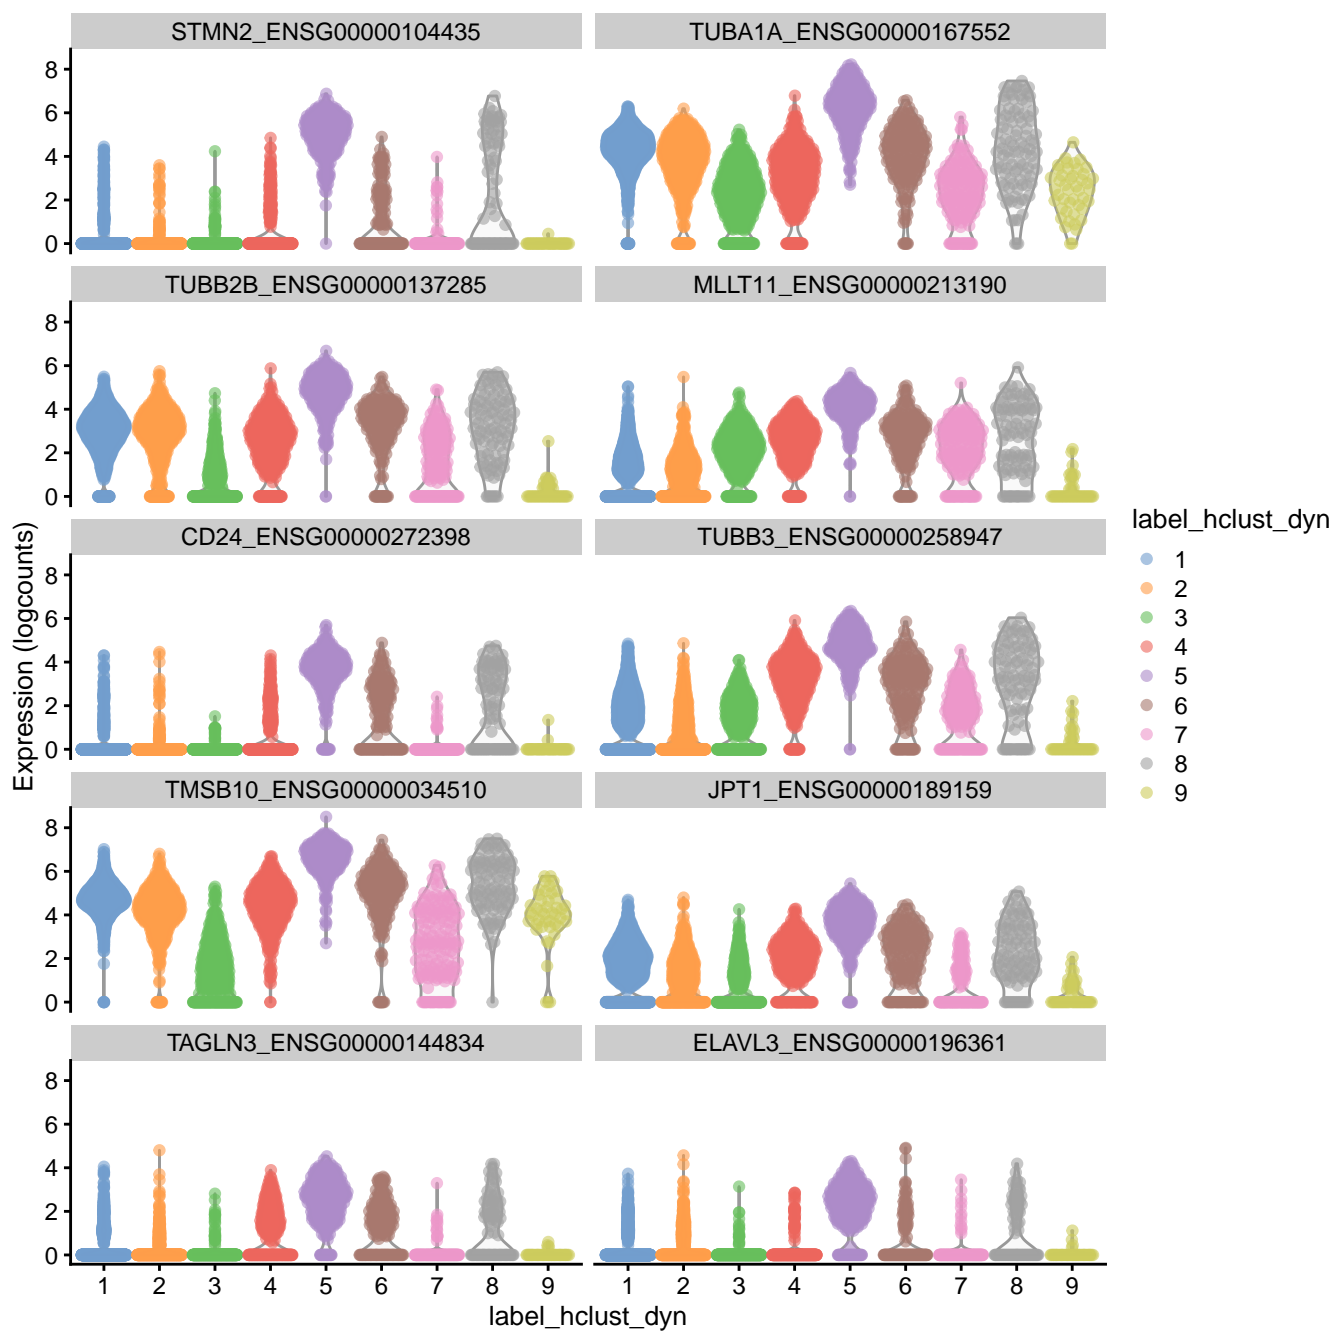 STMN2_ENSG00000104435
TUBA1A_ENSG00000167552
8
6
4
2
0
TUBB2B_ENSG00000137285
MLLT11_ENSG00000213190
8
6
4
2
0
CD24_ENSG00000272398
TUBB3_ENSG00000258947
8
6
4
2
0
TMSB10_ENSG00000034510
JPT1_ENSG00000189159
8
6
4
2
0
TAGLN3_ENSG00000144834
ELAVL3_ENSG00000196361
8
6
4
2
0
1 2 3 4 5 6 7 8 9
1 2 3 4 5 6 7 8 9
label_hclust_dyn
Expression (logcounts)
label_hclust_dyn
1
2
3
4
5
6
7
8
9